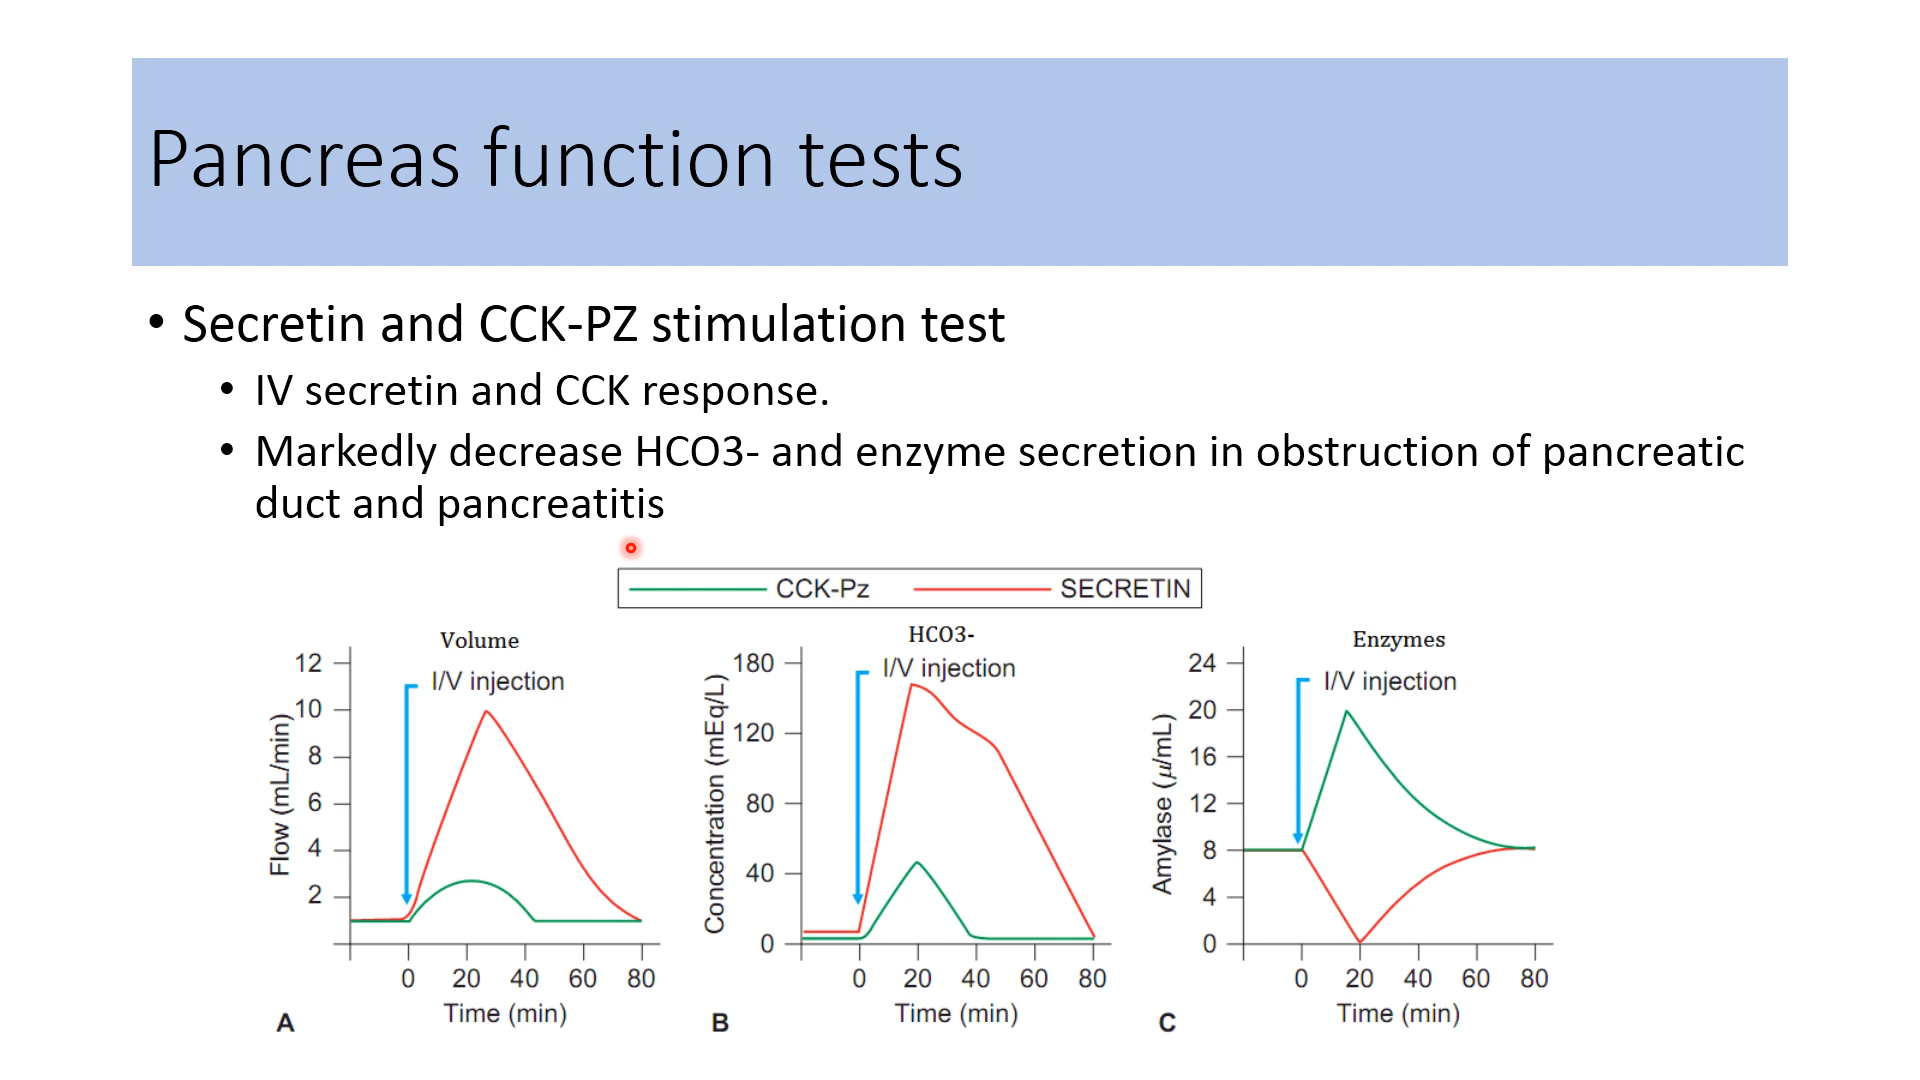 Pancreas function tests
• Secretin and CCK-PZ stimulation test
• IV secretin and CCK response.
• Markedly decrease HCO3- and enzyme secretion in obstruction of pancreatic
duct and pancreatitis
CCK-Pz SECRETIN
Volume
I/V injection
Flow (mL/min)
12
10
8
6
4
2
0 20 40 60 80
Time (min)
A
HCO3-
I/V injection
Concentration (mEq/L)
180
120
80
40
0
0 20 40 60 80
Time (min)
B
Enzymes
I/V injection
Amylase (μ/mL)
24
20
16
12
8
4
0
0 20 40 60 80
Time (min)
C